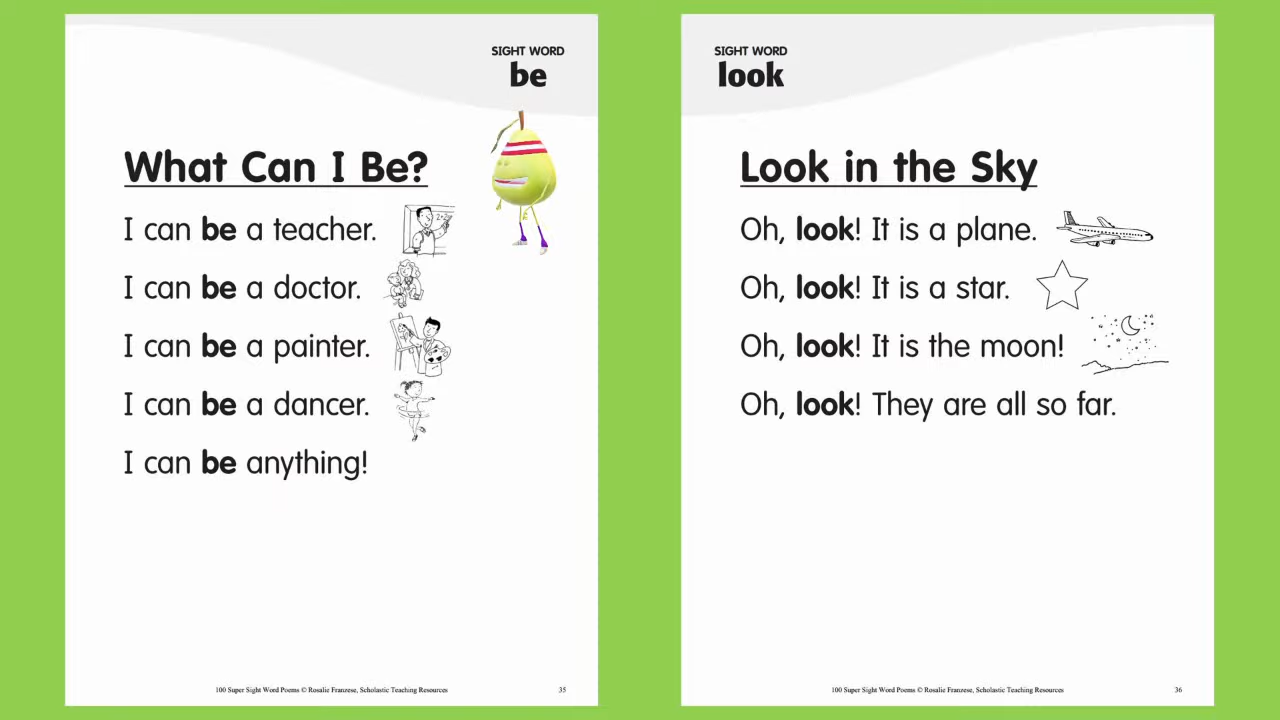 SIGHT WORD
be
What Can I Be?
I can be a teacher.
I can be a doctor.
I can be a painter.
I can be a dancer.
I can be anything!
100 Super Sight Word Poems © Rosalie Franzese, Scholastic Teaching Resources
35
SIGHT WORD
look
Look in the Sky
Oh, look! It is a plane.
Oh, look! It is a star.
Oh, look! It is the moon!
Oh, look! They are all so far.
100 Super Sight Word Poems © Rosalie Franzese, Scholastic Teaching Resources
36